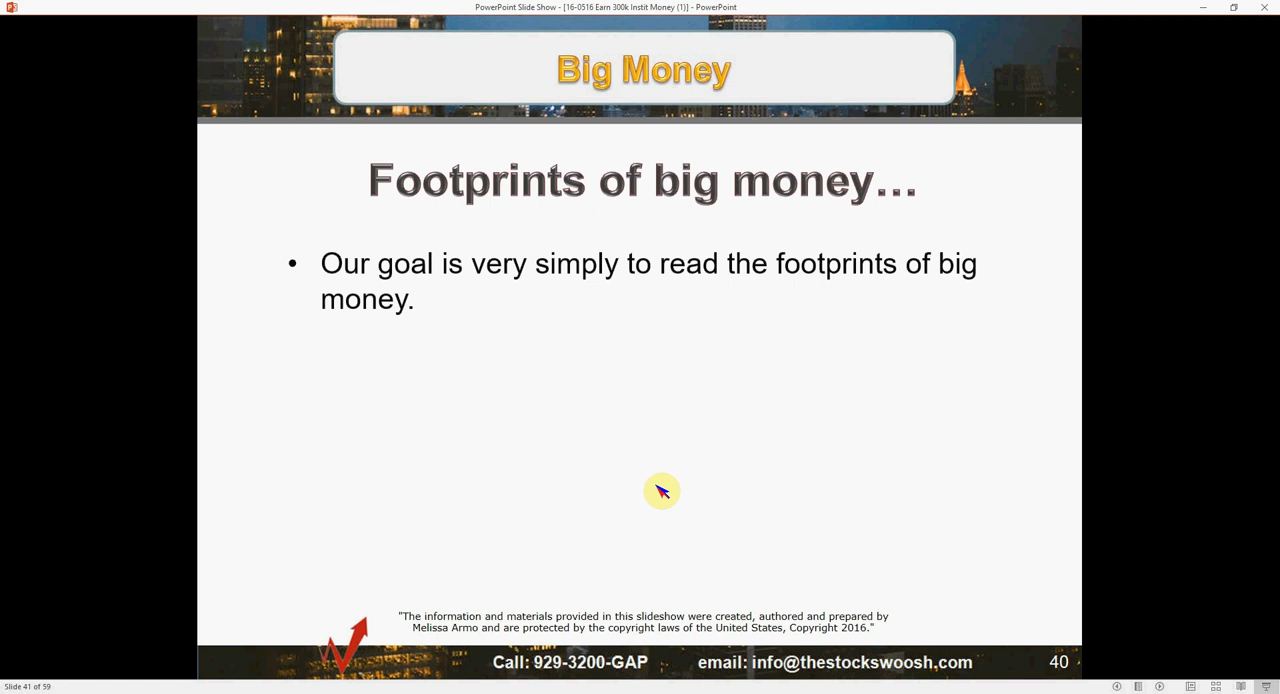 PowerPoint Slide Show - [16-0516 Earn 300k Instit Money (1)] - PowerPoint
Big Money
Footprints of big money...
• Our goal is very simply to read the footprints of big
money.
"The information and materials provided in this slideshow were created, authored and prepared by
Melissa Armo and are protected by the copyright laws of the United States, Copyright 2016."
Call: 929-3200-GAP email: info@thestockswoosh.com 40
Slide 41 of 59